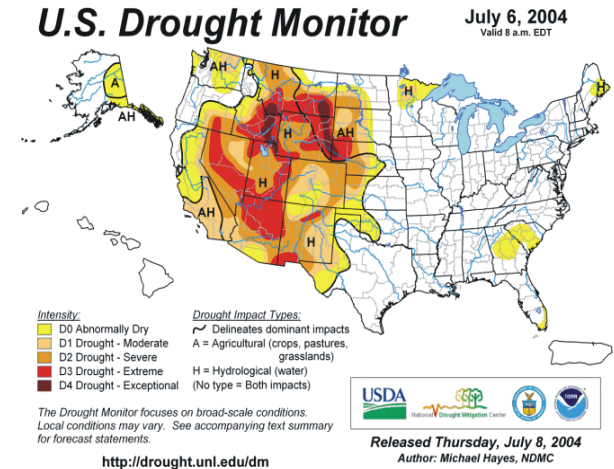 U.S. Drought Monitor
July 6, 2004
Valid 8 a.m. EDT
AH
H
H
H
A
AH
H
AH
H
AH
H
Intensity:
D0 Abnormally Dry
D1 Drought - Moderate
D2 Drought - Severe
D3 Drought - Extreme
D4 Drought - Exceptional
Drought Impact Types:
Delineates dominant impacts
A = Agricultural (crops, pastures,
grasslands)
H = Hydrological (water)
(No type = Both impacts)
The Drought Monitor focuses on broad-scale conditions.
Local conditions may vary. See accompanying text summary
for forecast statements.
http://drought.unl.edu/dm
USDA
National Drought Mitigation Center
Released Thursday, July 8, 2004
Author: Michael Hayes, NDMC